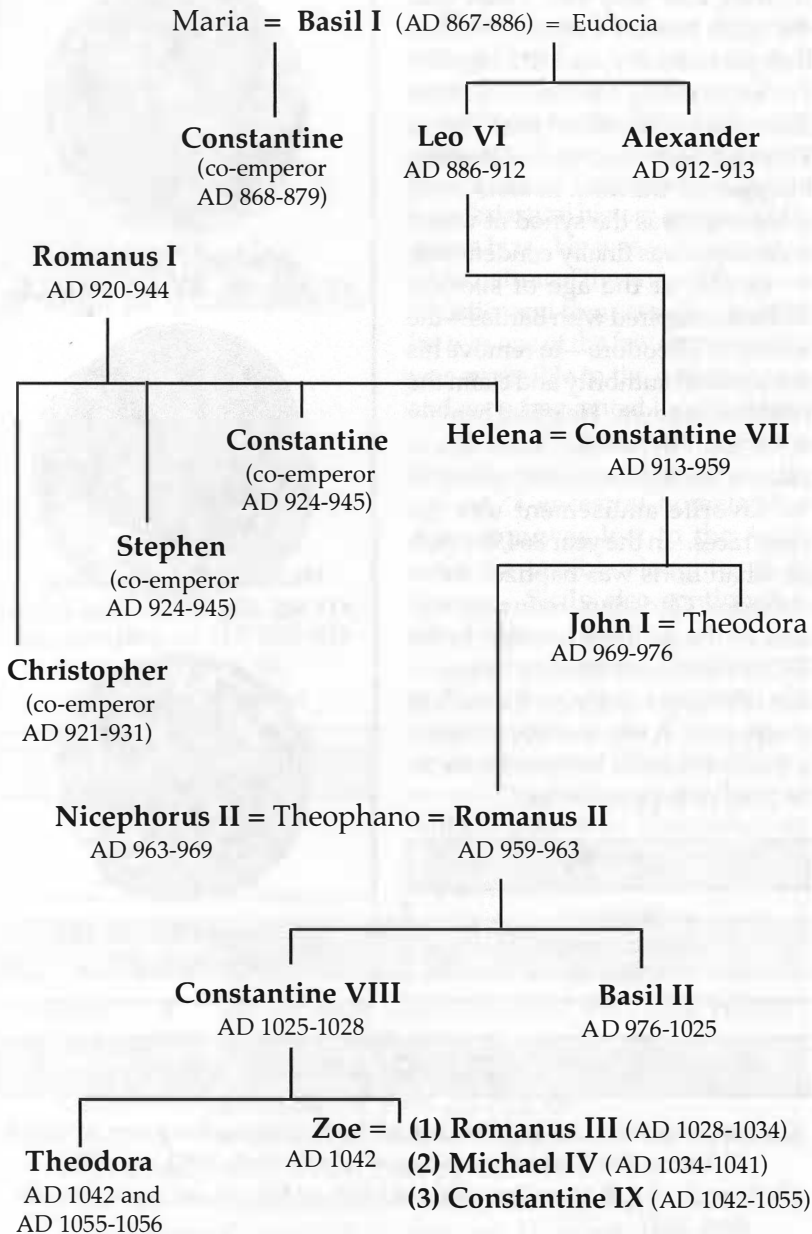 Maria = Basil I (AD 867-886) = Eudocia
Constantine
(co-emperor
AD 868-879)
Leo VI
AD 886-912
Alexander
AD 912-913
Romanus I
AD 920-944
Constantine
(co-emperor
AD 924-945)
Helena = Constantine VII
AD 913-959
Stephen
(co-emperor
AD 924-945)
John I = Theodora
AD 969-976
Christopher
(co-emperor
AD 921-931)
Nicephorus II = Theophano = Romanus II
AD 963-969
AD 959-963
Constantine VIII
AD 1025-1028
Basil II
AD 976-1025
Theodora
AD 1042 and
AD 1055-1056
Zoe =
AD 1042
(1) Romanus III (AD 1028-1034)
(2) Michael IV (AD 1034-1041)
(3) Constantine IX (AD 1042-1055)